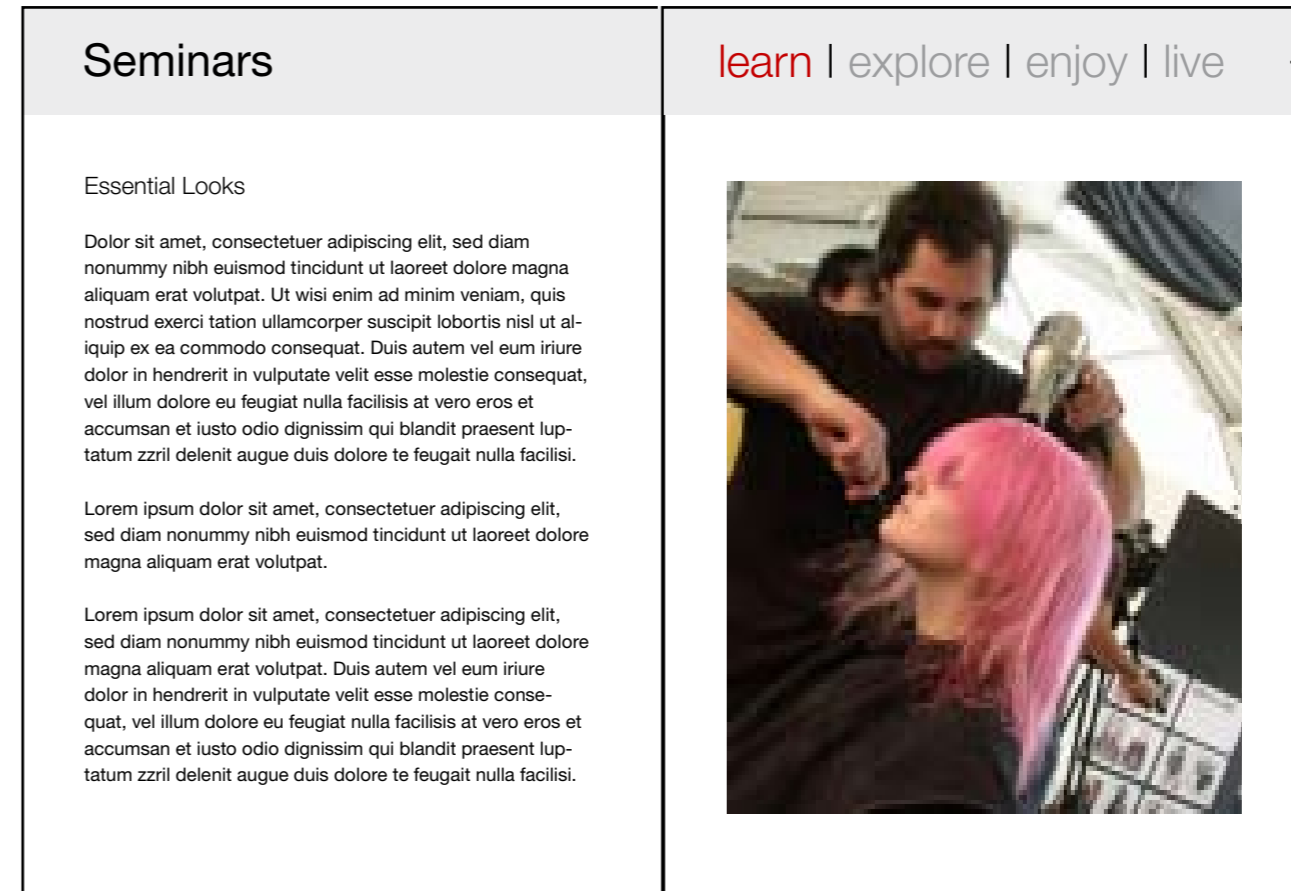 Seminars
learn | explore | enjoy | live
Essential Looks
Dolor sit amet, consectetuer adipiscing elit, sed diam
nonummy nibh euismod tincidunt ut laoreet dolore magna
aliquam erat volutpat. Ut wisi enim ad minim veniam, quis
nostrud exerci tation ullamcorper suscipit lobortis nisl ut al-
iquip ex ea commodo consequat. Duis autem vel eum iriure
dolor in hendrerit in vulputate velit esse molestie consequat,
vel illum dolore eu feugiat nulla facilisis at vero eros et
accumsan et iusto odio dignissim qui blandit praesent lup-
tatum zzril delenit augue duis dolore te feugait nulla facilisi.
Lorem ipsum dolor sit amet, consectetuer adipiscing elit,
sed diam nonummy nibh euismod tincidunt ut laoreet dolore
magna aliquam erat volutpat.
Lorem ipsum dolor sit amet, consectetuer adipiscing elit,
sed diam nonummy nibh euismod tincidunt ut laoreet dolore
magna aliquam erat volutpat. Duis autem vel eum iriure
dolor in hendrerit in vulputate velit esse molestie conse-
quat, vel illum dolore eu feugiat nulla facilisis at vero eros et
accumsan et iusto odio dignissim qui blandit praesent lup-
tatum zzril delenit augue duis dolore te feugait nulla facilisi.